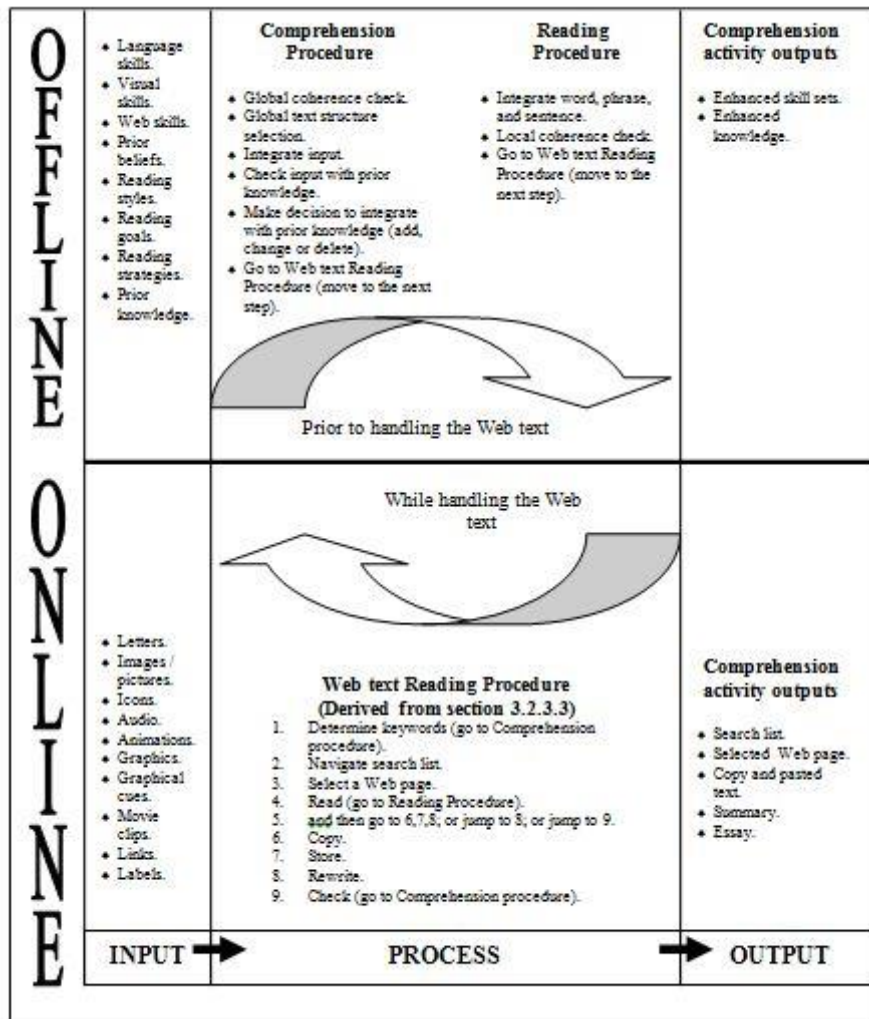 OFFLINE
♠ Language
skills.
♠ Visual
skills.
♠ Web skills.
♠ Prior
beliefs.
♠ Reading
styles.
♠ Reading
goals.
♠ Reading
strategies.
♠ Prior
knowledge.
Comprehension
Procedure
♠ Global coherence check.
♠ Global text structure
selection.
♠ Integrate input.
♠ Check input with prior
knowledge.
♠ Make decision to integrate
with prior knowledge (add,
change or delete).
♠ Go to Web text Reading
Procedure (move to the next
step).
Reading
Procedure
♠ Integrate word, phrase,
and sentence.
♠ Local coherence check.
♠ Go to Web text Reading
Procedure (move to the
next step).
Comprehension
activity outputs
♠ Enhanced skill sets.
♠ Enhanced
knowledge.
Prior to handling the Web text
ONLINE
♠ Letters.
♠ Images /
pictures.
♠ Icons.
♠ Audio.
♠ Animations.
♠ Graphics.
♠ Graphical
cues.
♠ Movie
clips.
♠ Links.
♠ Labels.
While handling the Web
text
Web text Reading Procedure
(Derived from section 3.2.3.3)
1. Determine keywords (go to Comprehension
procedure).
2. Navigate search list.
3. Select a Web page.
4. Read (go to Reading Procedure).
5. and then go to 6,7,8; or jump to 8; or jump to 9.
6. Copy.
7. Store.
8. Rewrite.
9. Check (go to Comprehension procedure).
Comprehension
activity outputs
♠ Search list.
♠ Selected Web page.
♠ Copy and pasted
text.
♠ Summary.
♠ Essay.
INPUT
PROCESS
OUTPUT